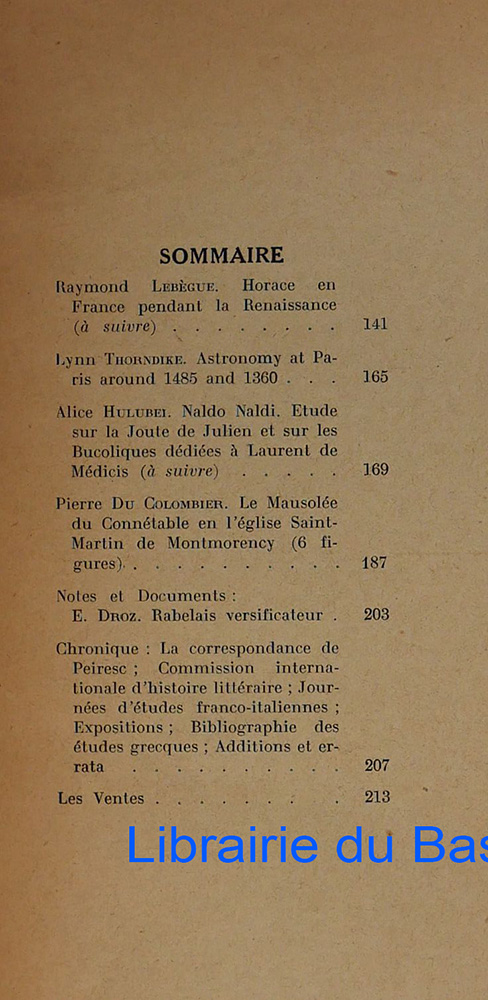 SOMMAIRE
Raymond LEBÈGUE. Horace en
France pendant la Renaissance
(à suivre) . . . . . . . . 141
Lynn THORNDIKE. Astronomy at Pa-
ris around 1485 and 1360 . . . 165
Alice HULUBEI. Naldo Naldi. Etude
sur la Joute de Julien et sur les
Bucoliques dédiées à Laurent de
Médicis (à suivre) . . . . . 169
Pierre DU COLOMBIER. Le Mausolée
du Connétable en l'église Saint-
Martin de Montmorency (6 fi-
gures) . . . . . . . . . . 187
Notes et Documents :
E. DROZ. Rabelais versificateur . 203
Chronique : La correspondance de
Peiresc ; Commission interna-
tionale d'histoire littéraire ; Jour-
nées d'études franco-italiennes ;
Expositions ; Bibliographie des
études grecques ; Additions et er-
rata . . . . . . . . . . 207
Les Ventes . . . . . . . . 213
Librairie du Bas